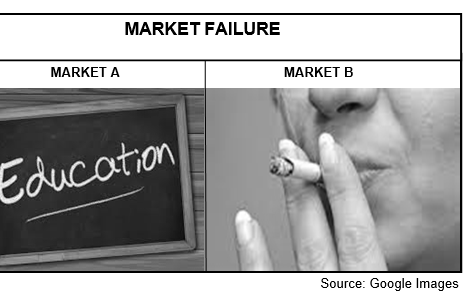 MARKET FAILURE
MARKET A
MARKET B
Education
Source: Google Images